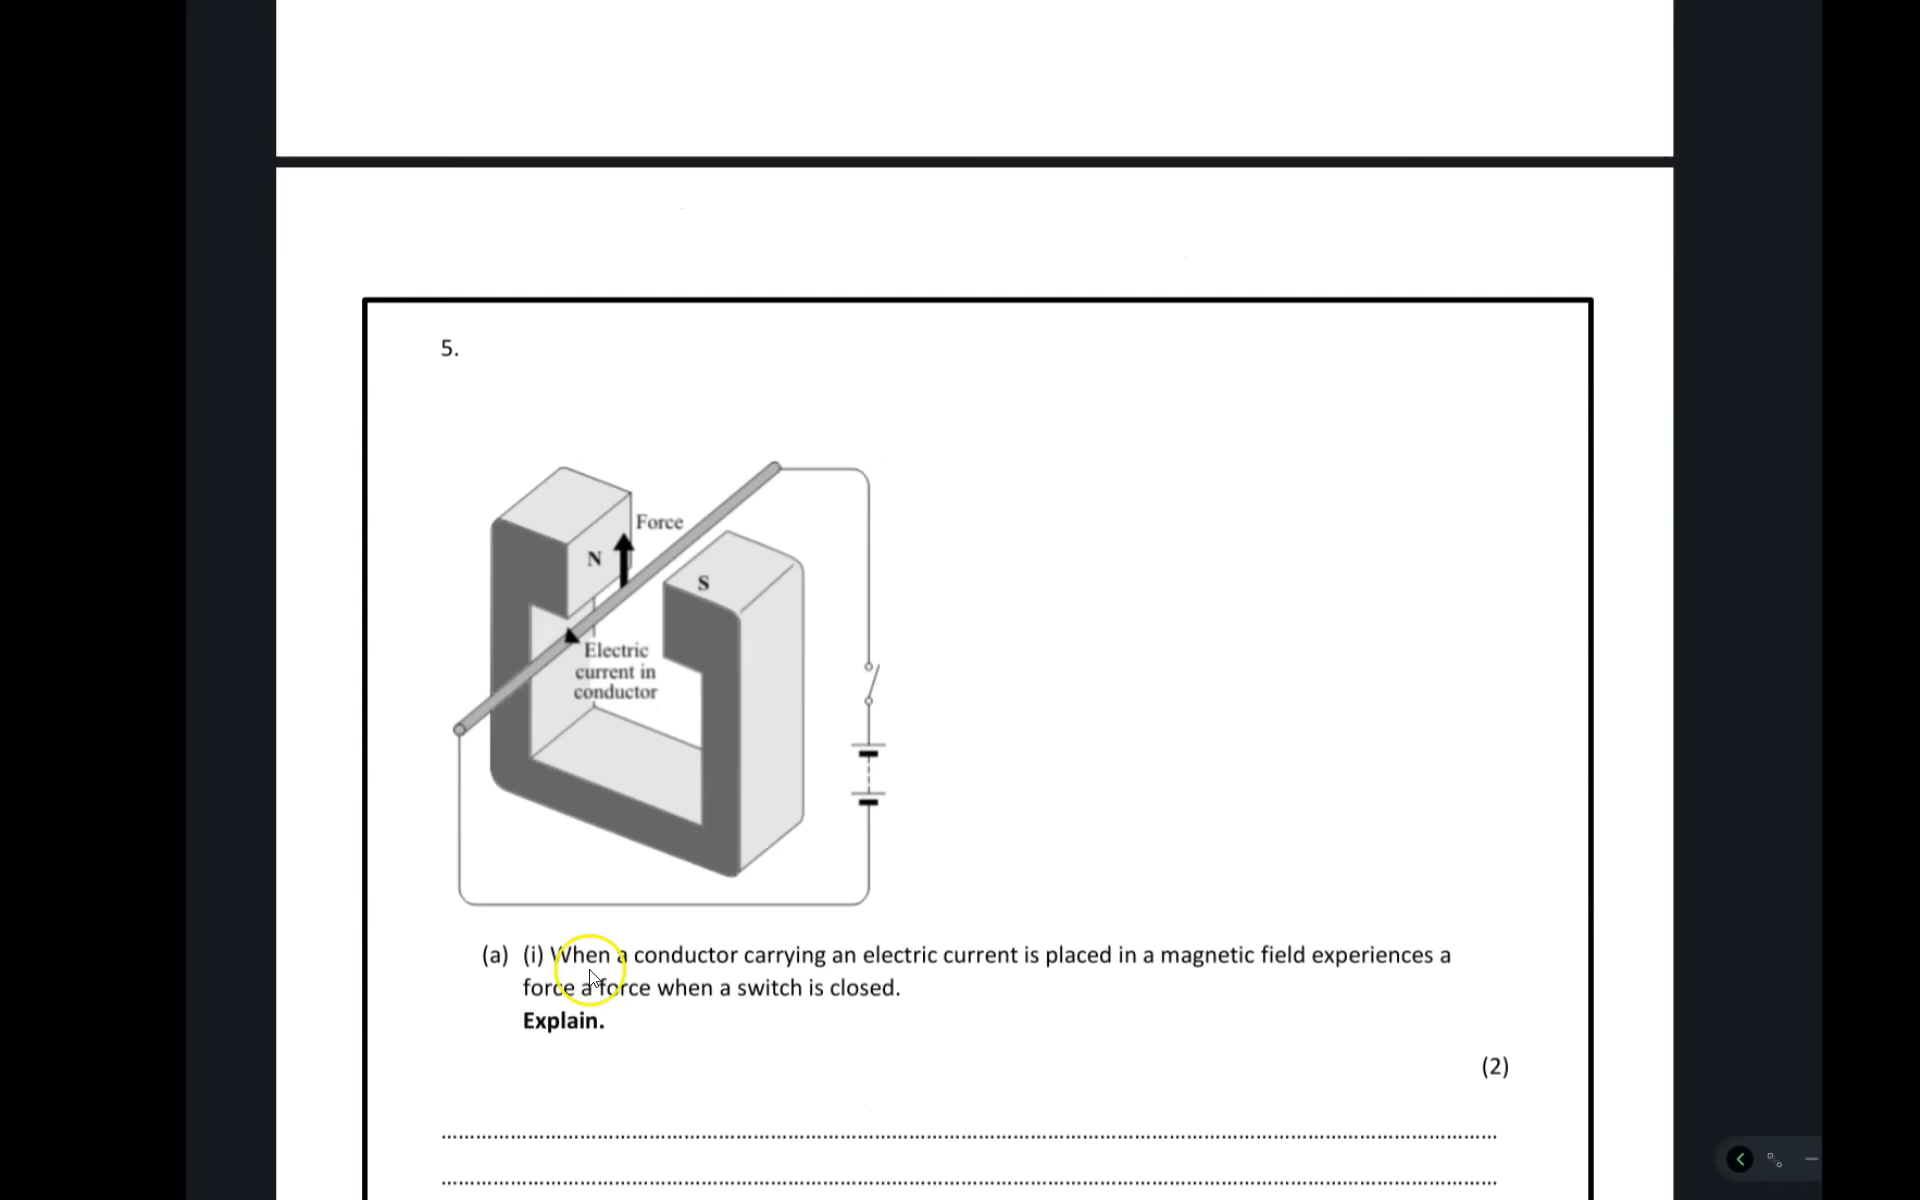 5.
Force
N
S
Electric
current in
conductor
(a) (i) When a conductor carrying an electric current is placed in a magnetic field experiences a
force a force when a switch is closed.
Explain.
(2)